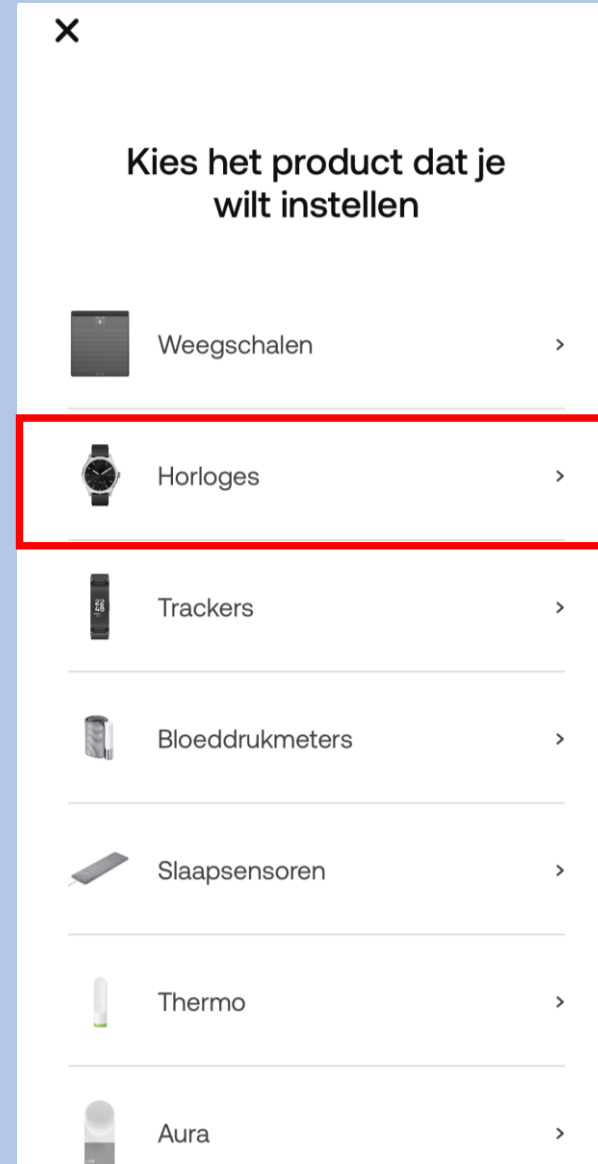 Kies het product dat je
wilt instellen
Weegschalen
Horloges
Trackers
Bloeddrukmeters
Slaapsensoren
Thermo
Aura